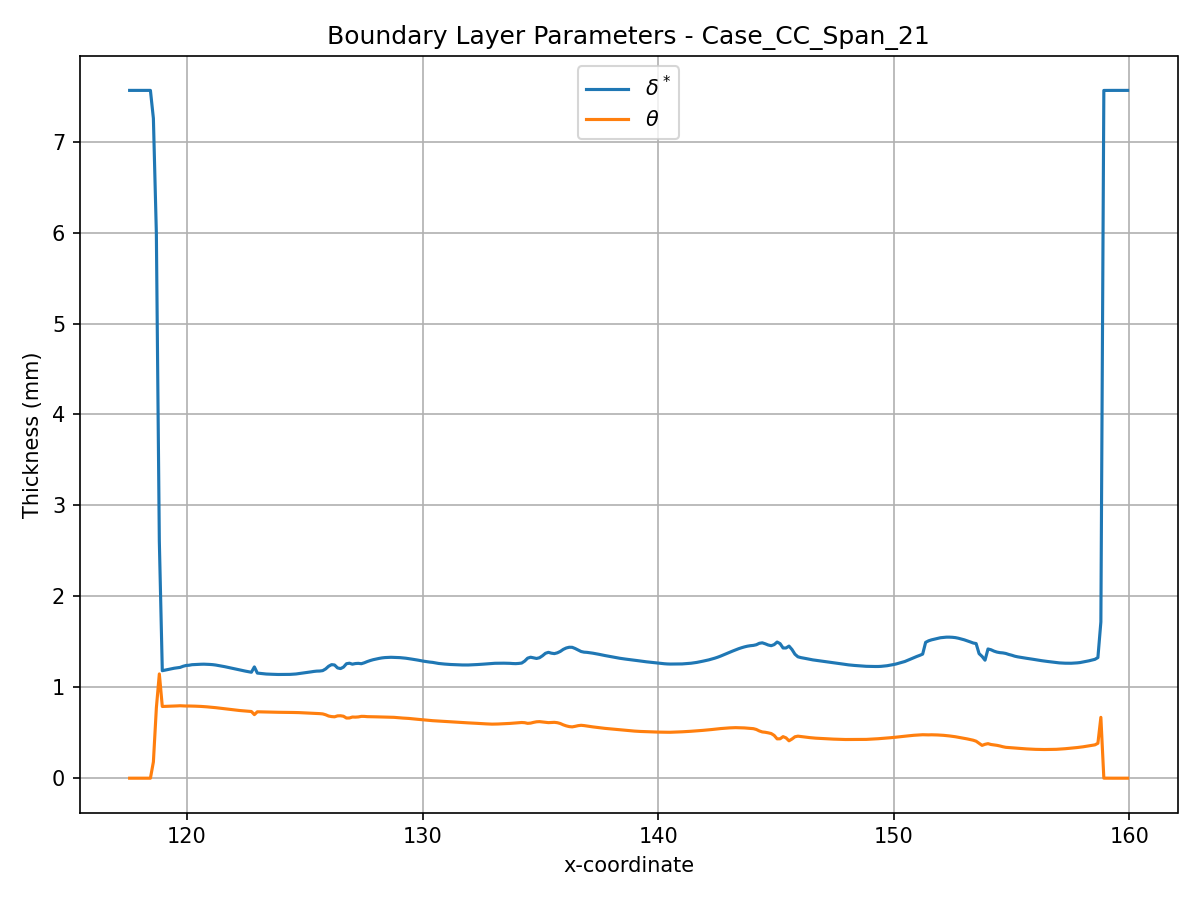 Boundary Layer Parameters - Case_CC_Span_21
δ*
θ
Thickness (mm)
7
6
5
4
3
2
1
0
120 130 140 150 160
x-coordinate